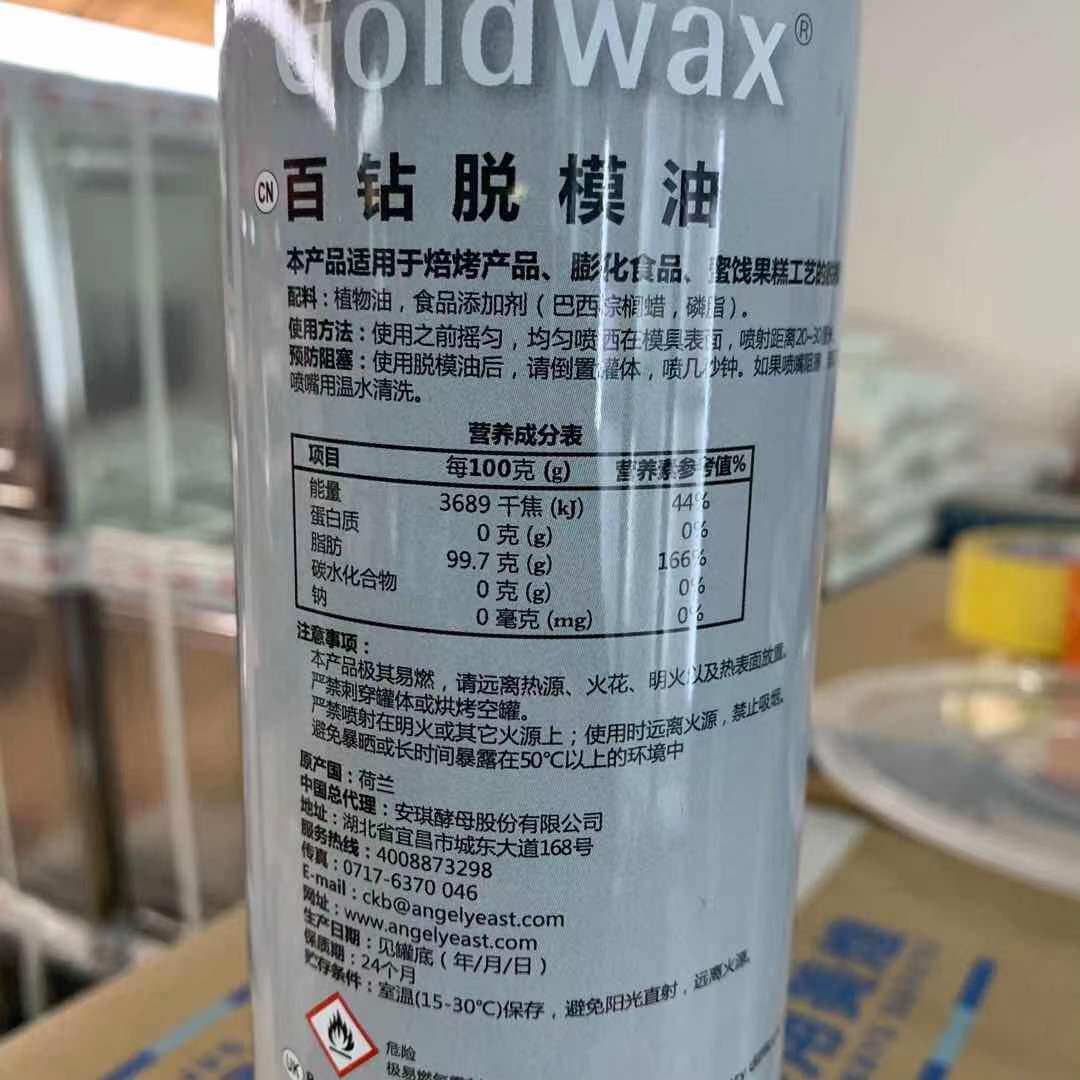 Goldwax®
CN 百钻脱模油
本产品适用于焙烤产品、膨化食品、蜜饯果糕工艺的
配料：植物油，食品添加剂（巴西棕榈蜡，磷脂）。
使用方法：使用之前摇匀，均匀喷洒在模具表面，喷射距离20-30
预防阻塞：使用脱模油后，请倒置罐体，喷几秒钟。如果喷嘴阻
喷嘴用温水清洗。
营养成分表
项目 每100克 (g) 营养素参考值%
能量 3689 千焦 (kJ) 44%
蛋白质 0 克 (g) 0%
脂肪 99.7 克 (g) 166%
碳水化合物 0 克 (g) 0%
钠 0 毫克 (mg) 0%
注意事项：
本产品极其易燃，请远离热源、火花、明火以及热表面放置。
严禁刺穿罐体或烘烤空罐。
严禁喷射在明火或其它火源上；使用时远离火源，禁止吸烟。
避免暴晒或长时间暴露在50℃以上的环境中
原产国：荷兰
中国总代理：安琪酵母股份有限公司
地址：湖北省宜昌市城东大道168号
服务热线：4008873298
传真：0717-6370 046
E-mail：ckb@angelyeast.com
网址：www.angelyeast.com
生产日期：见罐底（年/月/日）
保质期：24个月
贮存条件：室温(15-30℃)保存，避免阳光直射，远离火源。
危险
极易燃
UK